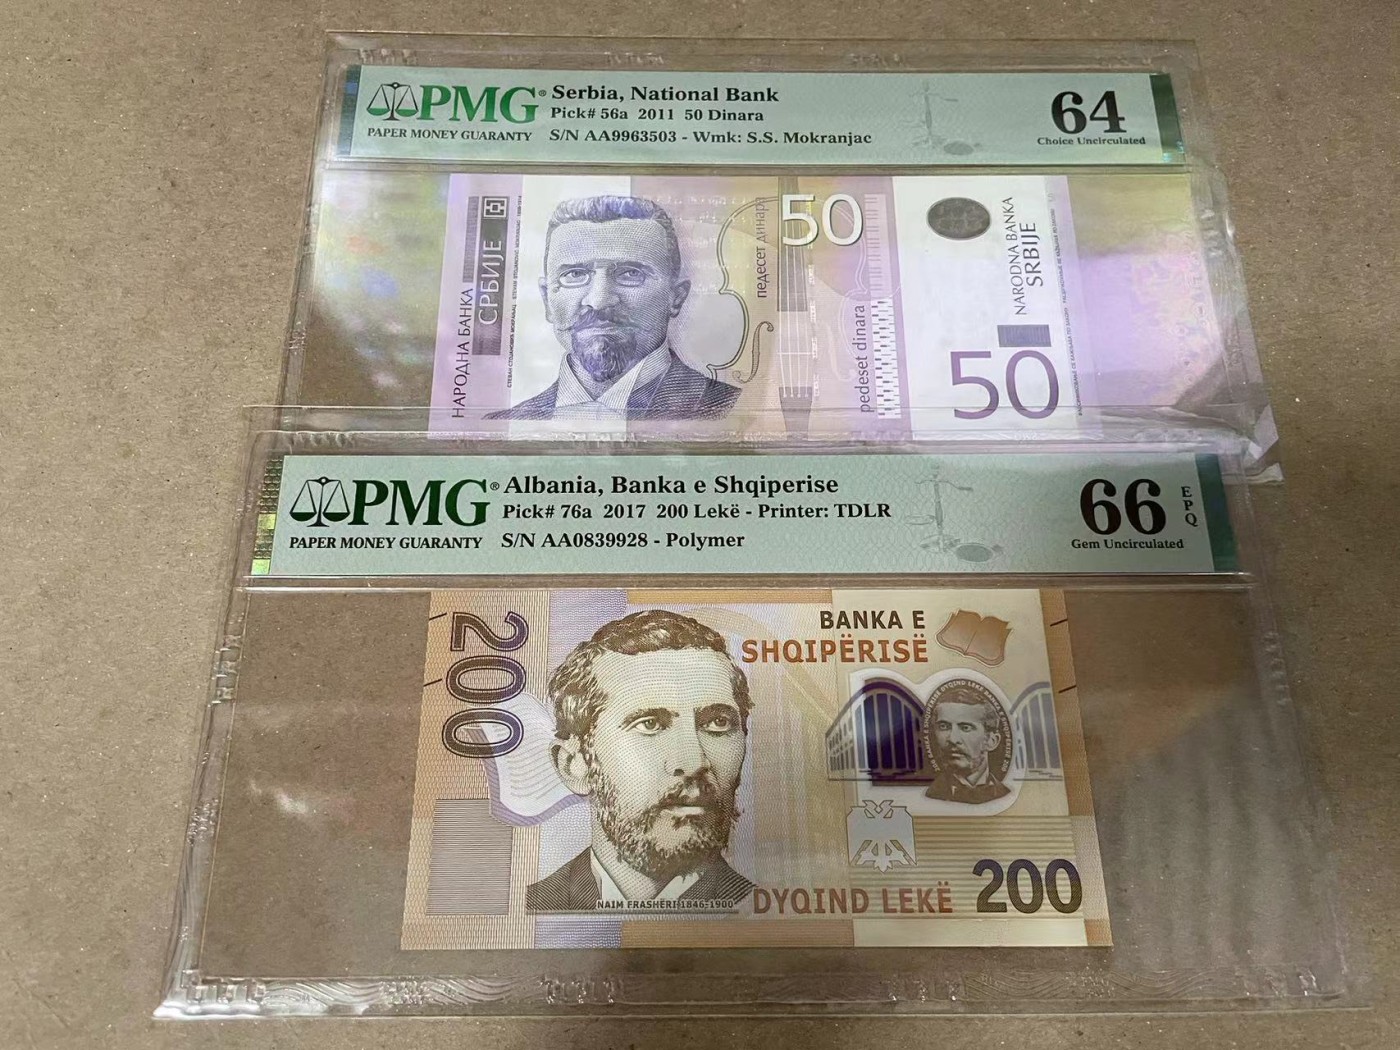 PMG®
PAPER MONEY GUARANTY
Serbia, National Bank
Pick# 56a 2011 50 Dinara
S/N AA9963503 - Wmk: S.S. Mokranjac
64
Choice Uncirculated
НАРОДНА БАНКА
СРБИЈЕ
педесет динара
50
pedeset dinara
NARODNA BANKA
SRBIJE
50
PMG®
PAPER MONEY GUARANTY
Albania, Banka e Shqiperise
Pick# 76a 2017 200 Lekë - Printer: TDLR
S/N AA0839928 - Polymer
66
EPQ
Gem Uncirculated
200
BANKA E
SHQIPËRISË
NAIM FRASHËRI 1846-1900
DYQIND LEKË
200